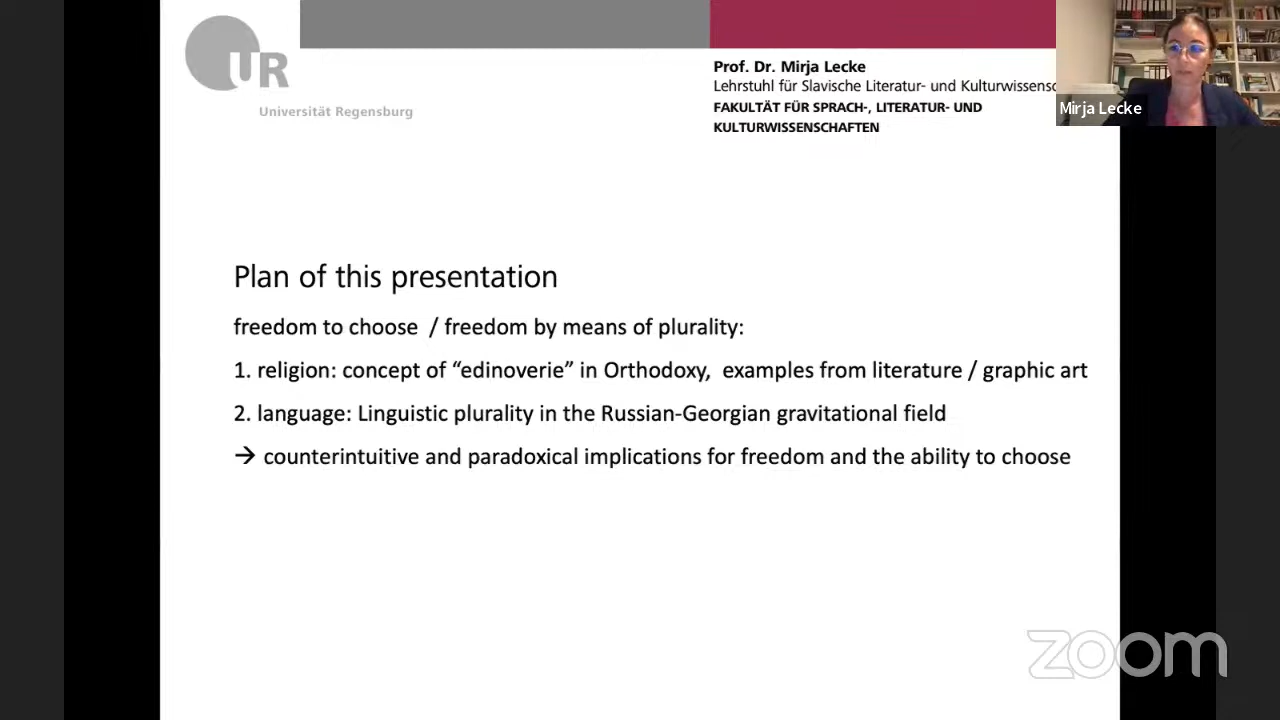 UR
Universität Regensburg
Prof. Dr. Mirja Lecke
Lehrstuhl für Slavische Literatur- und Kulturwissensc
FAKULTÄT FÜR SPRACH-, LITERATUR- UND
KULTURWISSENSCHAFTEN
Mirja Lecke
Plan of this presentation
freedom to choose / freedom by means of plurality:
1. religion: concept of “edinoverie” in Orthodoxy, examples from literature / graphic art
2. language: Linguistic plurality in the Russian-Georgian gravitational field
→ counterintuitive and paradoxical implications for freedom and the ability to choose
zoom